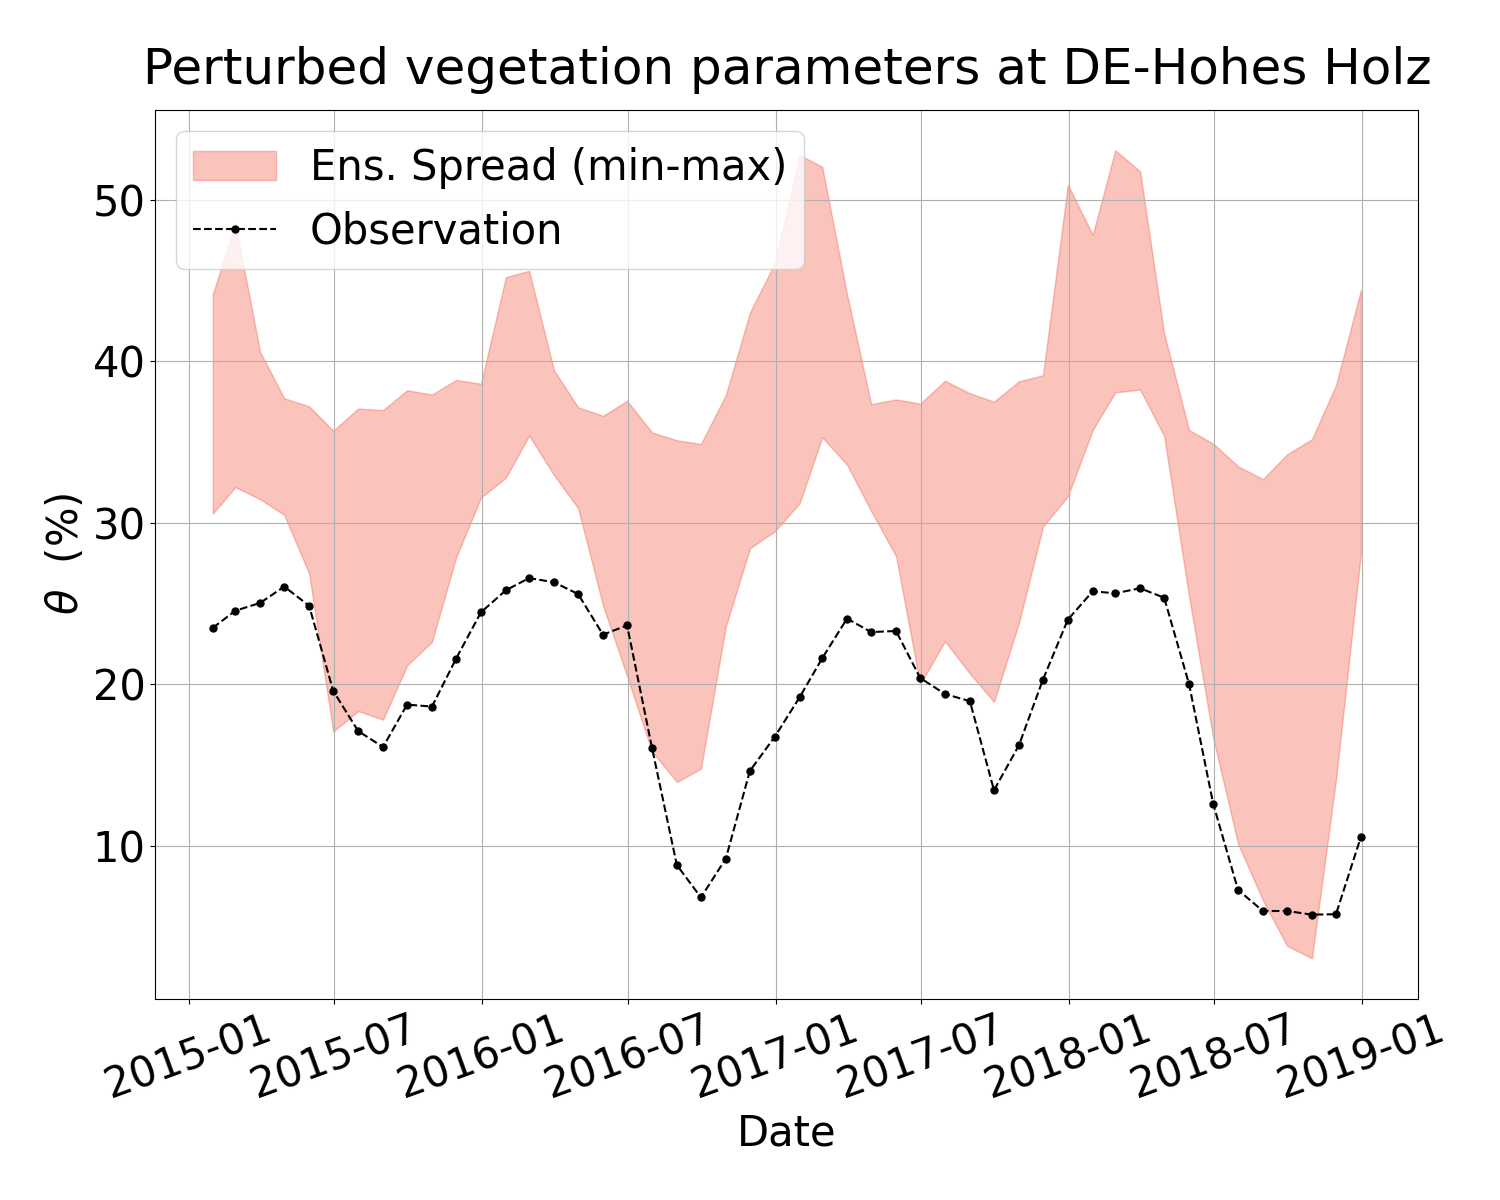 Perturbed vegetation parameters at DE-Hohes Holz
Ens. Spread (min-max)
Observation
50
40
30
20
10
θ (%)
2015-01
2015-07
2016-01
2016-07
2017-01
2017-07
2018-01
2018-07
2019-01
Date